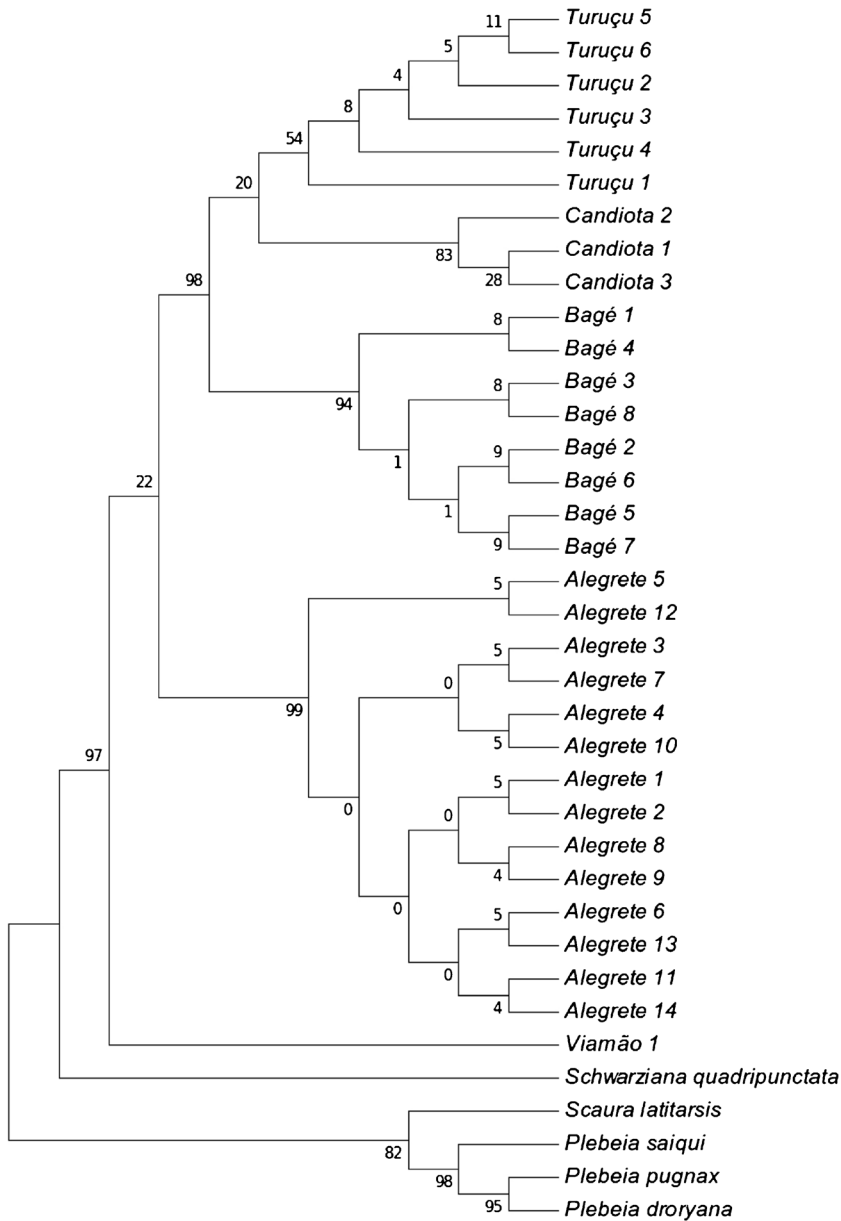 11
Turuçu 5
5
Turuçu 6
4
Turuçu 2
8
Turuçu 3
54
Turuçu 4
20
Turuçu 1
Candiota 2
83
Candiota 1
98
28
Candiota 3
8
Bagé 1
Bagé 4
8
Bagé 3
94
Bagé 8
9
Bagé 2
1
Bagé 6
22
1
Bagé 5
9
Bagé 7
5
Alegrete 5
Alegrete 12
5
Alegrete 3
0
Alegrete 7
99
Alegrete 4
5
Alegrete 10
97
5
Alegrete 1
0
0
Alegrete 2
Alegrete 8
4
Alegrete 9
0
5
Alegrete 6
Alegrete 13
0
Alegrete 11
4
Alegrete 14
Viamão 1
Schwarziana quadripunctata
Scaura latitarsis
82
Plebeia saiqui
98
Plebeia pugnax
95
Plebeia droryana